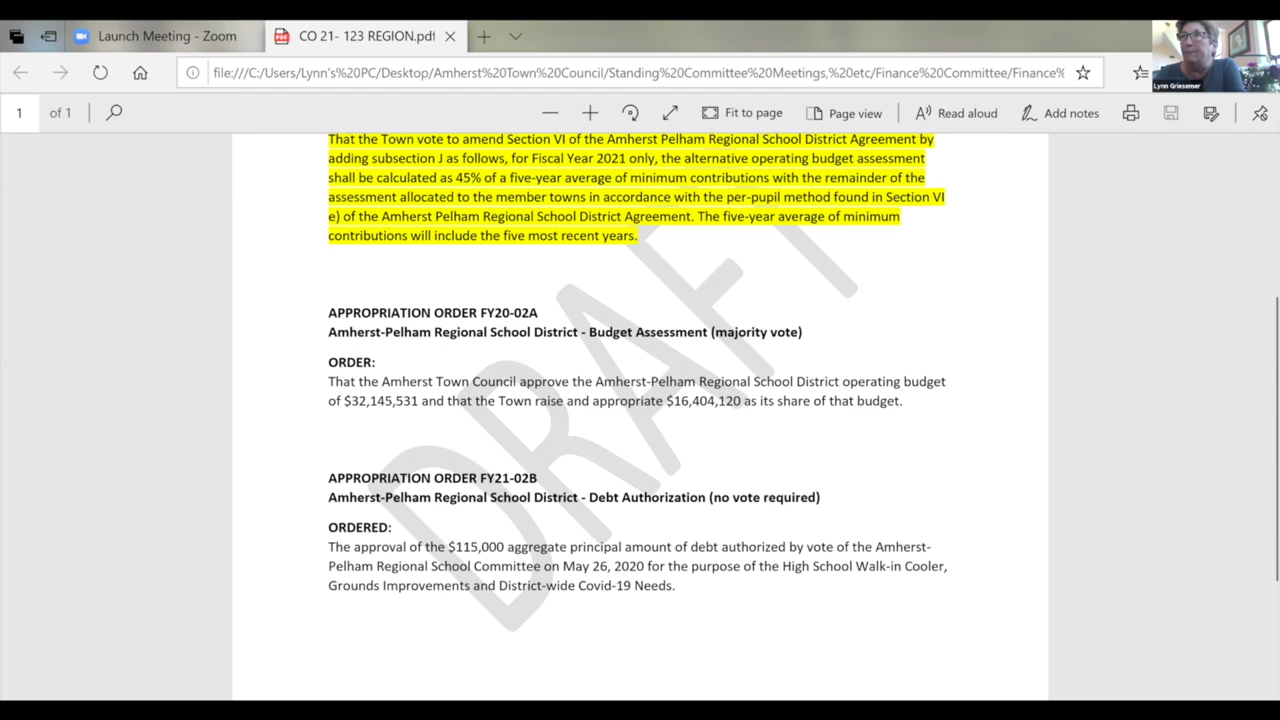 Launch Meeting - Zoom
CO 21- 123 REGION.pdf
Lynn Griesemer
file:///C:/Users/Lynn's%20PC/Desktop/Amherst%20Town%20Council/Standing%20Committee%20Meetings,%20etc/Finance%20Committee/Finance%
1 of 1
Fit to page
Page view
Read aloud
Add notes
That the Town vote to amend Section VI of the Amherst Pelham Regional School District Agreement by
adding subsection J as follows, for Fiscal Year 2021 only, the alternative operating budget assessment
shall be calculated as 45% of a five-year average of minimum contributions with the remainder of the
assessment allocated to the member towns in accordance with the per-pupil method found in Section VI
e) of the Amherst Pelham Regional School District Agreement. The five-year average of minimum
contributions will include the five most recent years.
DRAFT
APPROPRIATION ORDER FY20-02A
Amherst-Pelham Regional School District - Budget Assessment (majority vote)
ORDER:
That the Amherst Town Council approve the Amherst-Pelham Regional School District operating budget
of $32,145,531 and that the Town raise and appropriate $16,404,120 as its share of that budget.
APPROPRIATION ORDER FY21-02B
Amherst-Pelham Regional School District - Debt Authorization (no vote required)
ORDERED:
The approval of the $115,000 aggregate principal amount of debt authorized by vote of the Amherst-
Pelham Regional School Committee on May 26, 2020 for the purpose of the High School Walk-in Cooler,
Grounds Improvements and District-wide Covid-19 Needs.